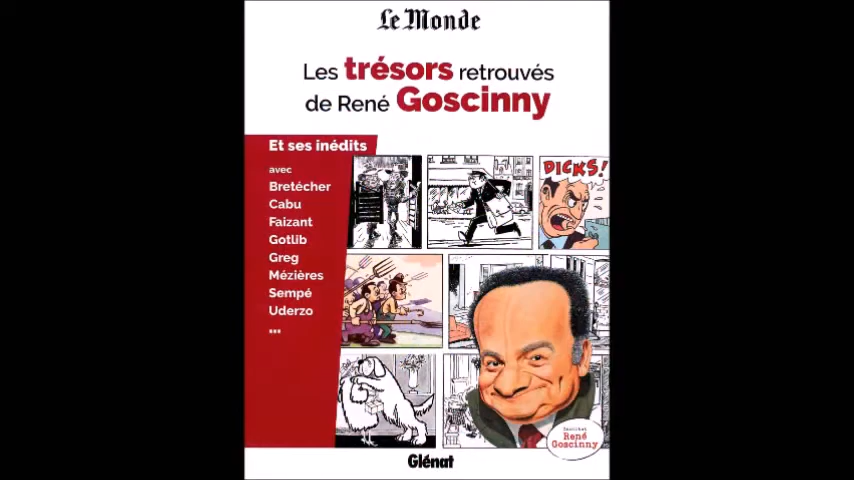 Le Monde
Les trésors retrouvés
de René Goscinny
Et ses inédits
avec
Bretécher
Cabu
Faizant
Gotlib
Greg
Mézières
Sempé
Uderzo
...
DICKS!
René
Goscinny
Glénat